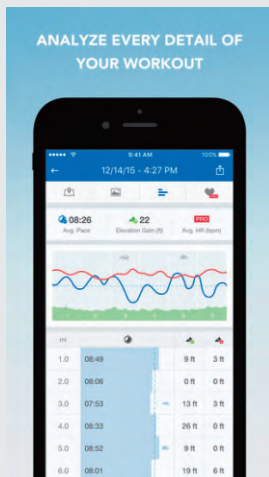 ANALYZE EVERY DETAIL OF
YOUR WORKOUT
9:41 AM 100%
12/14/15 - 4:27 PM
08:26 22 PRO
Avg. Pace Elevation Gain (ft) Avg. HR (bpm)
mi
1.0 08:49 9 ft 3 ft
2.0 08:06 0 ft 0 ft
3.0 07:53 13 ft 3 ft
4.0 08:33 26 ft 0 ft
5.0 08:52 9 ft 0 ft
6.0 08:01 19 ft 6 ft